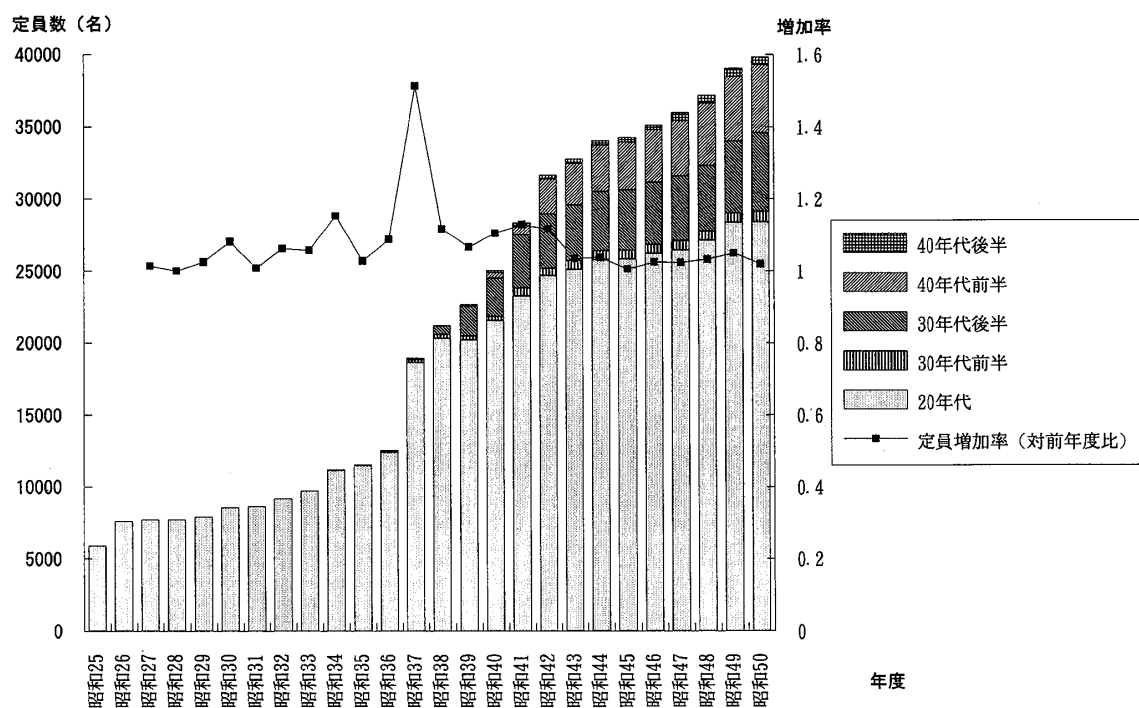 定員数（名）
増加率
40000
35000
30000
25000
20000
15000
10000
5000
0
1.6
1.4
1.2
1
0.8
0.6
0.4
0.2
0
40年代後半
40年代前半
30年代後半
30年代前半
20年代
定員増加率（対前年度比）
昭和25
昭和26
昭和27
昭和28
昭和29
昭和30
昭和31
昭和32
昭和33
昭和34
昭和35
昭和36
昭和37
昭和38
昭和39
昭和40
昭和41
昭和42
昭和43
昭和44
昭和45
昭和46
昭和47
昭和48
昭和49
昭和50
年度